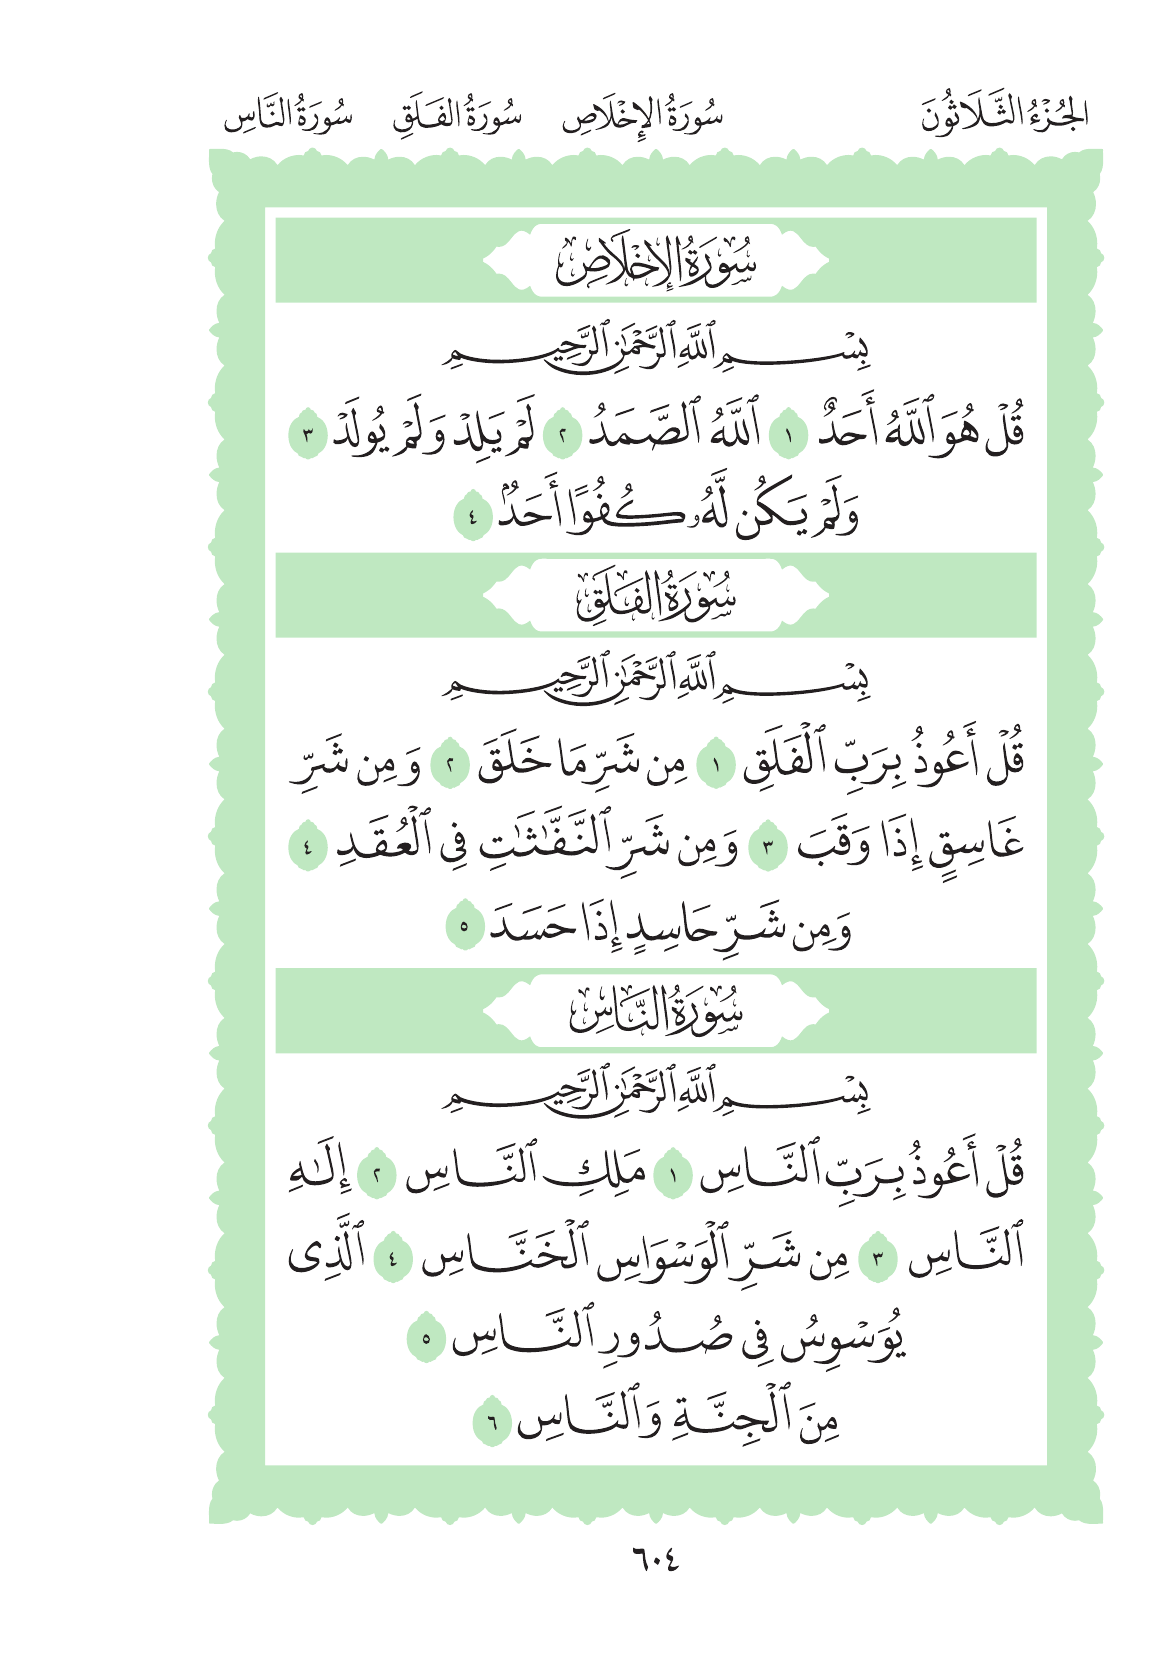 الجُزْءُ الثَّلَاثُونَ سُورَةُ الإِخْلَاصِ سُورَةُ الفَلَقِ سُورَةُ النَّاسِ
سُورَةُ الإِخْلَاصِ
بِسْمِ ٱللَّهِ ٱلرَّحْمَٰنِ ٱلرَّحِيمِ
قُلْ هُوَ ٱللَّهُ أَحَدٌ ١ ٱللَّهُ ٱلصَّمَدُ ٢ لَمْ يَلِدْ وَلَمْ يُولَدْ ٣
وَلَمْ يَكُن لَّهُۥ كُفُوًا أَحَدٌۢ ٤
سُورَةُ الفَلَقِ
بِسْمِ ٱللَّهِ ٱلرَّحْمَٰنِ ٱلرَّحِيمِ
قُلْ أَعُوذُ بِرَبِّ ٱلْفَلَقِ ١ مِن شَرِّ مَا خَلَقَ ٢ وَمِن شَرِّ
غَاسِقٍ إِذَا وَقَبَ ٣ وَمِن شَرِّ ٱلنَّفَّٰثَٰتِ فِى ٱلْعُقَدِ ٤
وَمِن شَرِّ حَاسِدٍ إِذَا حَسَدَ ٥
سُورَةُ النَّاسِ
بِسْمِ ٱللَّهِ ٱلرَّحْمَٰنِ ٱلرَّحِيمِ
قُلْ أَعُوذُ بِرَبِّ ٱلنَّاسِ ١ مَلِكِ ٱلنَّاسِ ٢ إِلَٰهِ
ٱلنَّاسِ ٣ مِن شَرِّ ٱلْوَسْوَاسِ ٱلْخَنَّاسِ ٤ ٱلَّذِى
يُوَسْوِسُ فِى صُدُورِ ٱلنَّاسِ ٥
مِنَ ٱلْجِنَّةِ وَٱلنَّاسِ ٦
٦٠٤